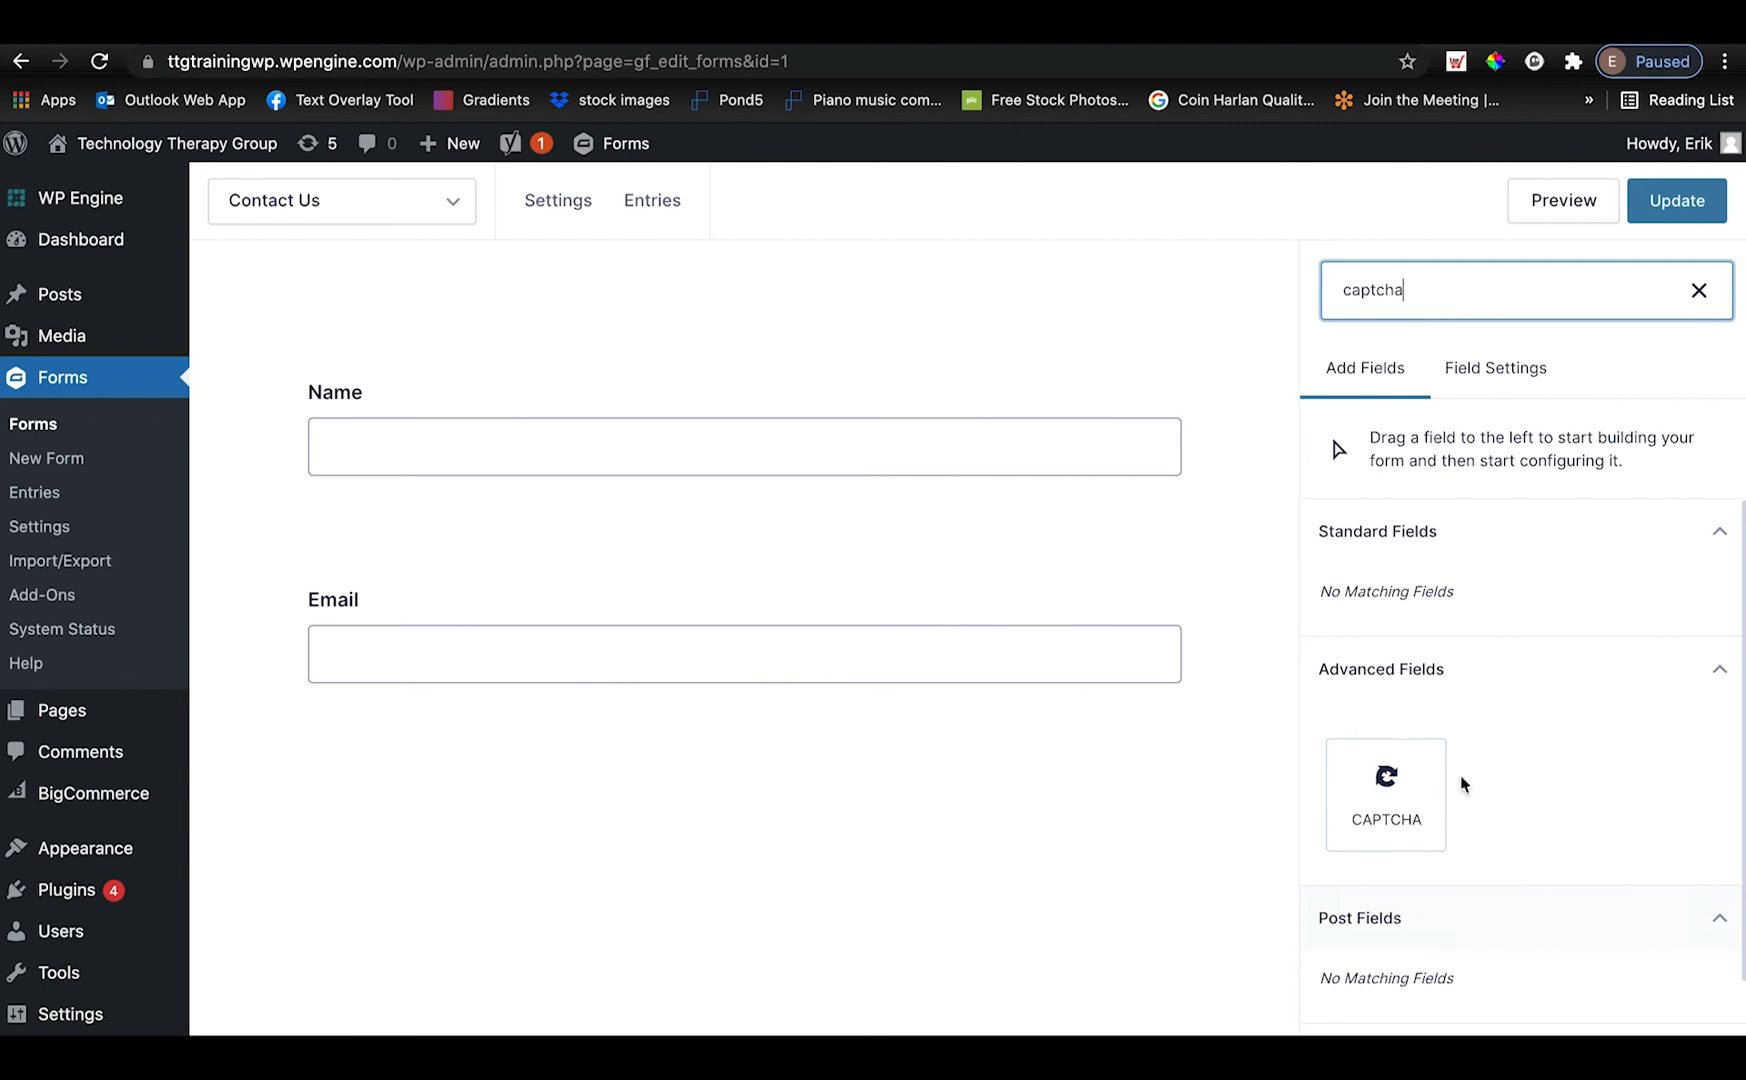 ttgtrainingwp.wpengine.com/wp-admin/admin.php?page=gf_edit_forms&id=1
E Paused
Apps Outlook Web App Text Overlay Tool Gradients stock images Pond5 Piano music com... Free Stock Photos... Coin Harlan Qualit... Join the Meeting |... » Reading List
Technology Therapy Group 5 0 New 1 Forms Howdy, Erik
WP Engine
Dashboard
Posts
Media
Forms
Forms
New Form
Entries
Settings
Import/Export
Add-Ons
System Status
Help
Pages
Comments
BigCommerce
Appearance
Plugins 4
Users
Tools
Settings
Contact Us Settings Entries Preview Update
Name
Email
captcha
Add Fields Field Settings
Drag a field to the left to start building your
form and then start configuring it.
Standard Fields
No Matching Fields
Advanced Fields
CAPTCHA
Post Fields
No Matching Fields